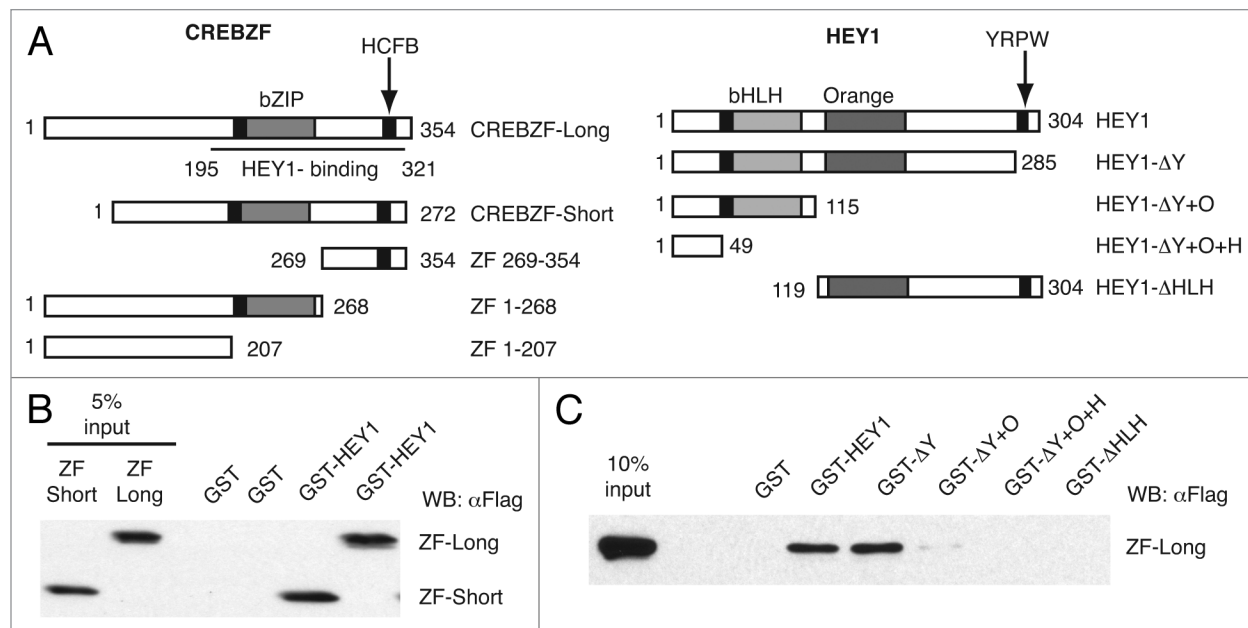 A
CREBZF
HCFB
bZIP
1 354 CREBZF-Long
195 HEY1- binding 321
1 272 CREBZF-Short
269 354 ZF 269-354
1 268 ZF 1-268
1 207 ZF 1-207
HEY1
YRPW
bHLH Orange
1 304 HEY1
1 285 HEY1-ΔY
1 115 HEY1-ΔY+O
1 49 HEY1-ΔY+O+H
119 304 HEY1-ΔHLH
B
5%
input
ZF Short
ZF Long
GST
GST
GST-HEY1
GST-HEY1
WB: αFlag
ZF-Long
ZF-Short
C
10%
input
GST
GST-HEY1
GST-ΔY
GST-ΔY+O
GST-ΔY+O+H
GST-ΔHLH
WB: αFlag
ZF-Long